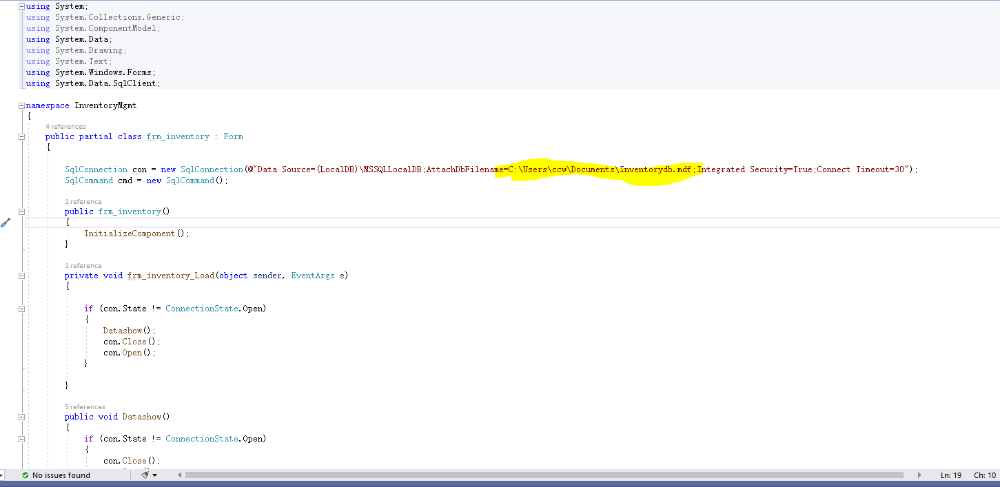 using System;
using System.Collections.Generic;
using System.ComponentModel;
using System.Data;
using System.Drawing;
using System.Text;
using System.Windows.Forms;
using System.Data.SqlClient;
namespace InventoryMgmt
{
4 references
public partial class frm_inventory : Form
{
SqlConnection con = new SqlConnection(@"Data Source=(LocalDB)\MSSQLLocalDB;AttachDbFilename=C:\Users\ccw\Documents\Inventorydb.mdf;Integrated Security=True;Connect Timeout=30");
SqlCommand cmd = new SqlCommand();
1 reference
public frm_inventory()
{
InitializeComponent();
}
1 reference
private void frm_inventory_Load(object sender, EventArgs e)
{
if (con.State != ConnectionState.Open)
{
Datashow();
con.Close();
con.Open();
}
}
5 references
public void Datashow()
{
if (con.State != ConnectionState.Open)
{
con.Close();
No issues found
Ln: 19 Ch: 10